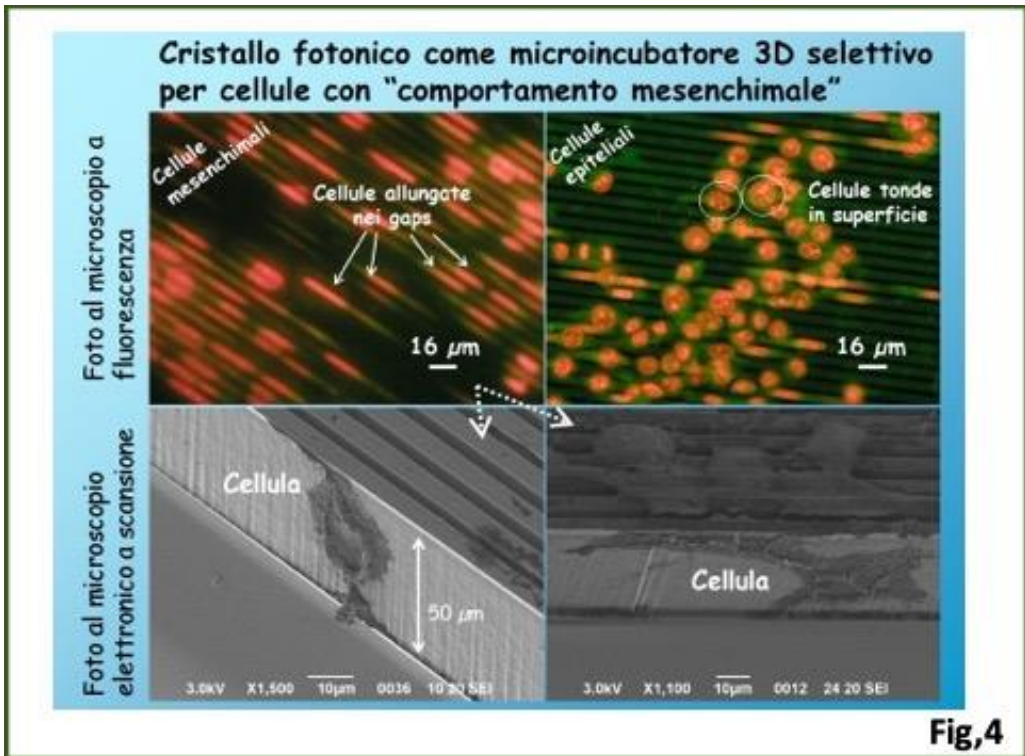 Cristallo fotonico come microincubatore 3D selettivo
per cellule con “comportamento mesenchimale”
Foto al microscopio a
fluorescenza
Cellule
mesenchimali
Cellule allungate
nei gaps
16 µm
Cellule
epiteliali
Cellule tonde
in superficie
16 µm
Foto al microscopio
elettronico a scansione
Cellula
50 µm
3.0kV X1,500 10µm 0036 10 20 SEI
Cellula
3.0kV X1,100 10µm 0012 24 20 SEI
Fig,4